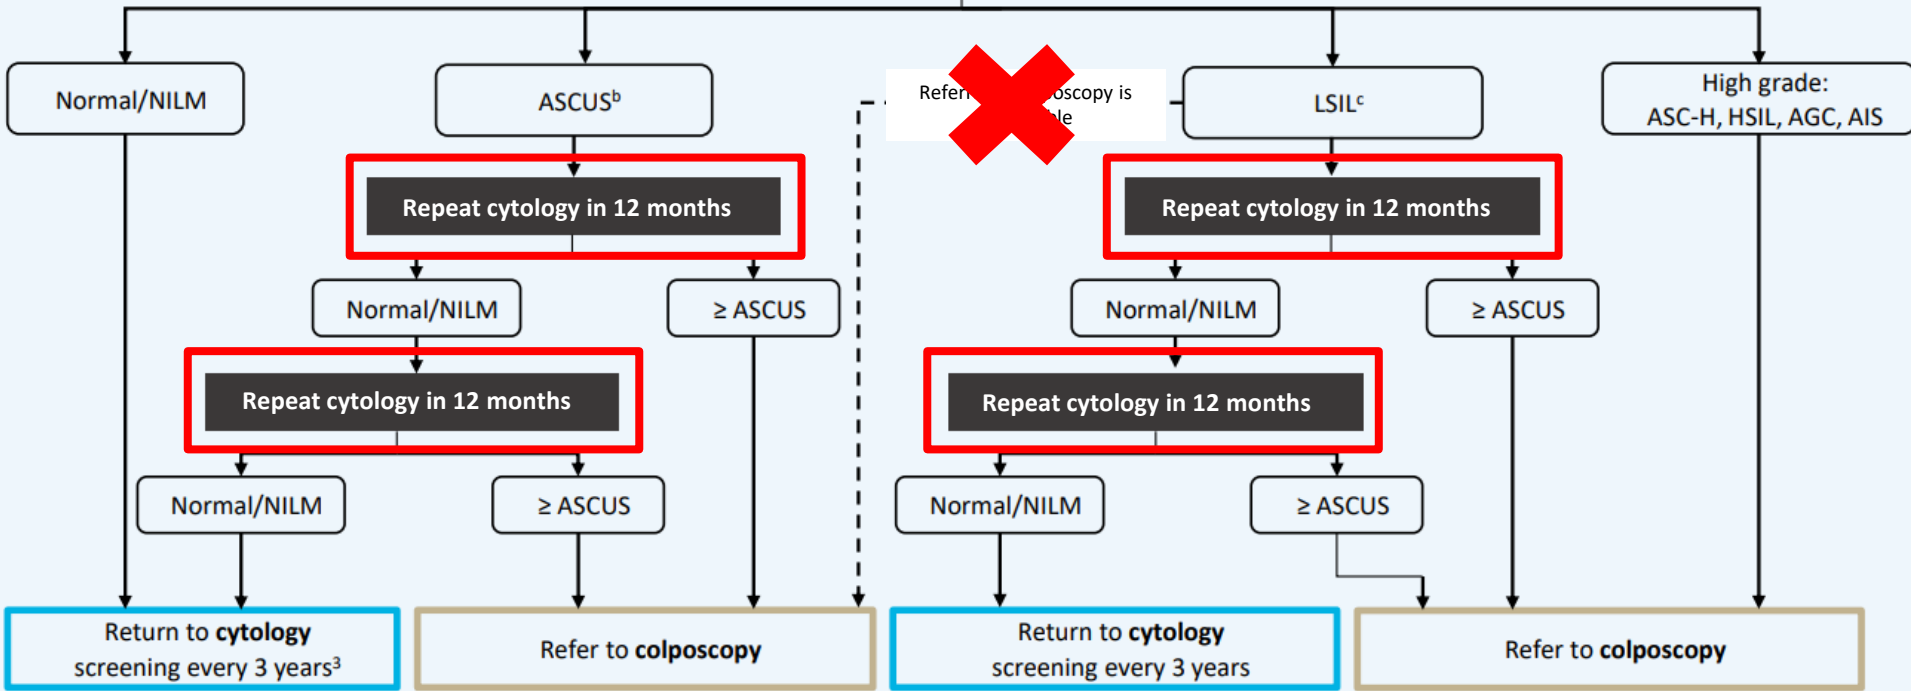 Normal/NILM
ASCUSᵇ
Refer scopy is
LSILᶜ
High grade:
ASC-H, HSIL, AGC, AIS
Repeat cytology in 12 months
Repeat cytology in 12 months
Normal/NILM
≥ ASCUS
Normal/NILM
≥ ASCUS
Repeat cytology in 12 months
Repeat cytology in 12 months
Normal/NILM
≥ ASCUS
Normal/NILM
≥ ASCUS
Return to cytology
screening every 3 years³
Refer to colposcopy
Return to cytology
screening every 3 years
Refer to colposcopy